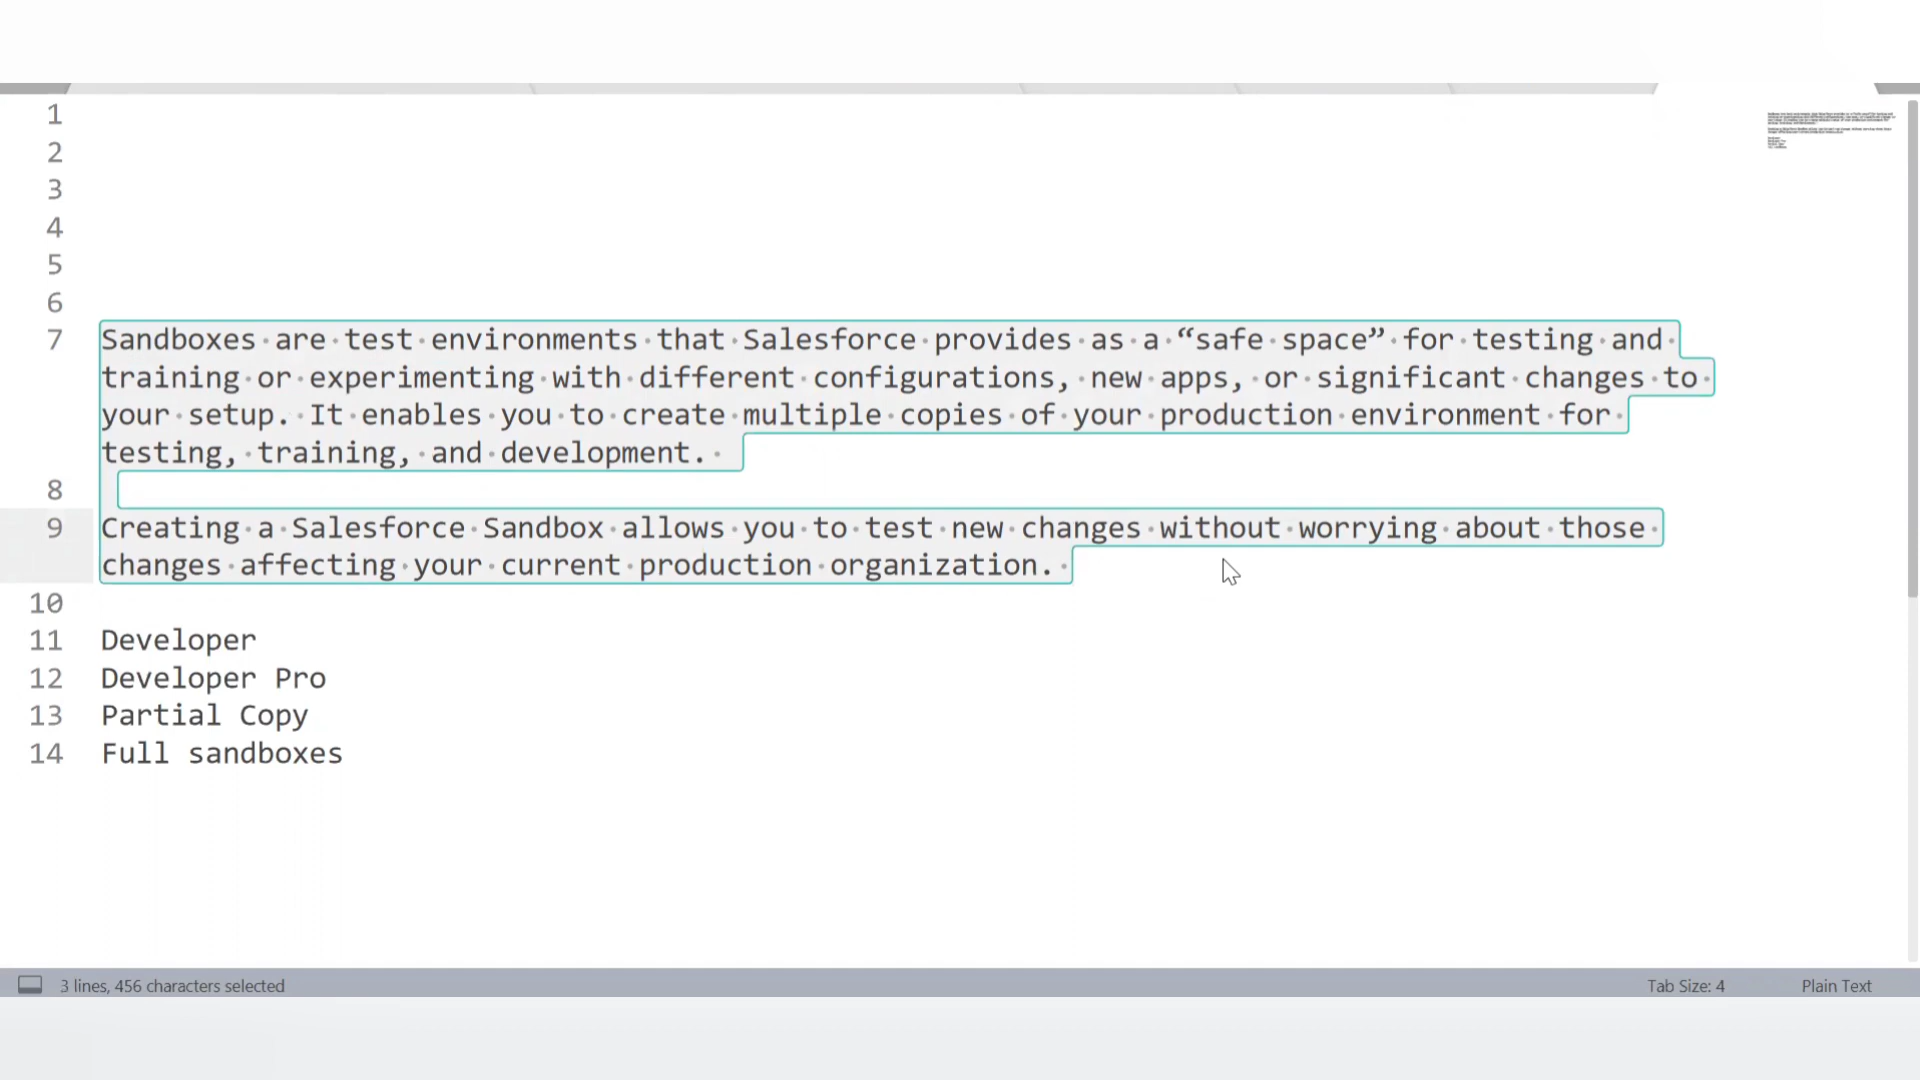 1
2
3
4
5
6
7 Sandboxes are test environments that Salesforce provides as a “safe space” for testing and
training or experimenting with different configurations, new apps, or significant changes to
your setup. It enables you to create multiple copies of your production environment for
testing, training, and development.
8
9 Creating a Salesforce Sandbox allows you to test new changes without worrying about those
changes affecting your current production organization.
10
11 Developer
12 Developer Pro
13 Partial Copy
14 Full sandboxes
3 lines, 456 characters selected Tab Size: 4 Plain Text